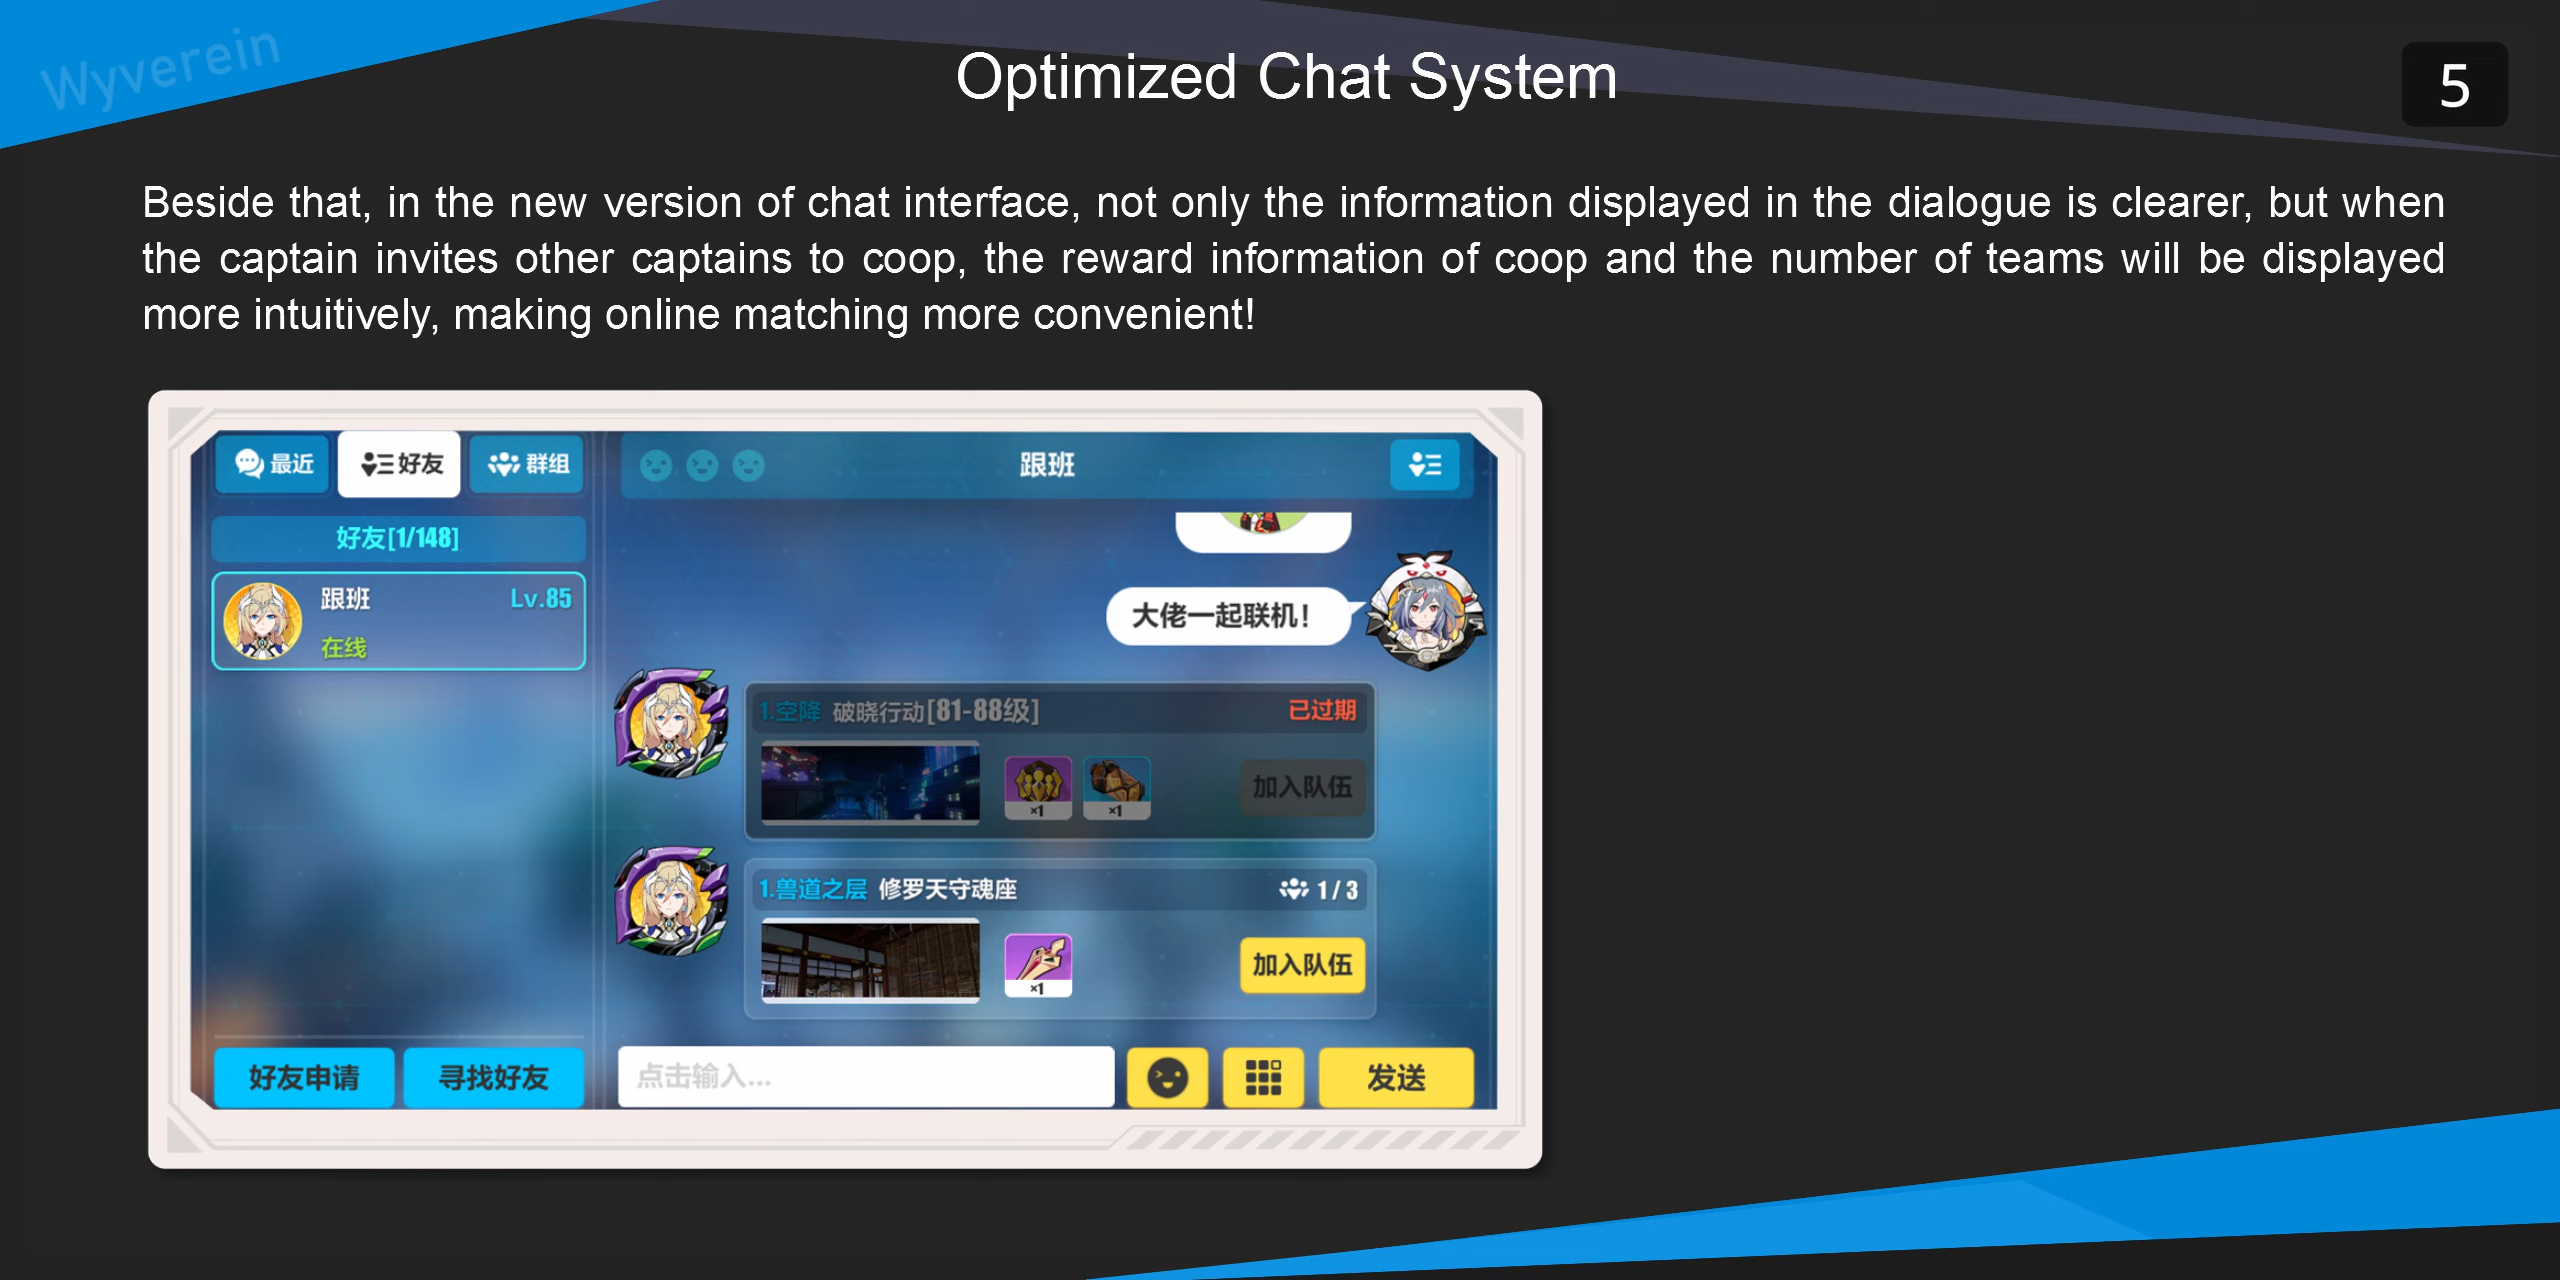 Wyverein
Optimized Chat System
5
Beside that, in the new version of chat interface, not only the information displayed in the dialogue is clearer, but when
the captain invites other captains to coop, the reward information of coop and the number of teams will be displayed
more intuitively, making online matching more convenient!
最近
好友
群组
跟班
好友[1/148]
跟班
Lv.85
在线
大佬一起联机!
1.空降 破晓行动[81-88级]
已过期
×1
×1
加入队伍
1.兽道之层 修罗天守魂座
1/3
×1
加入队伍
好友申请
寻找好友
点击输入...
发送